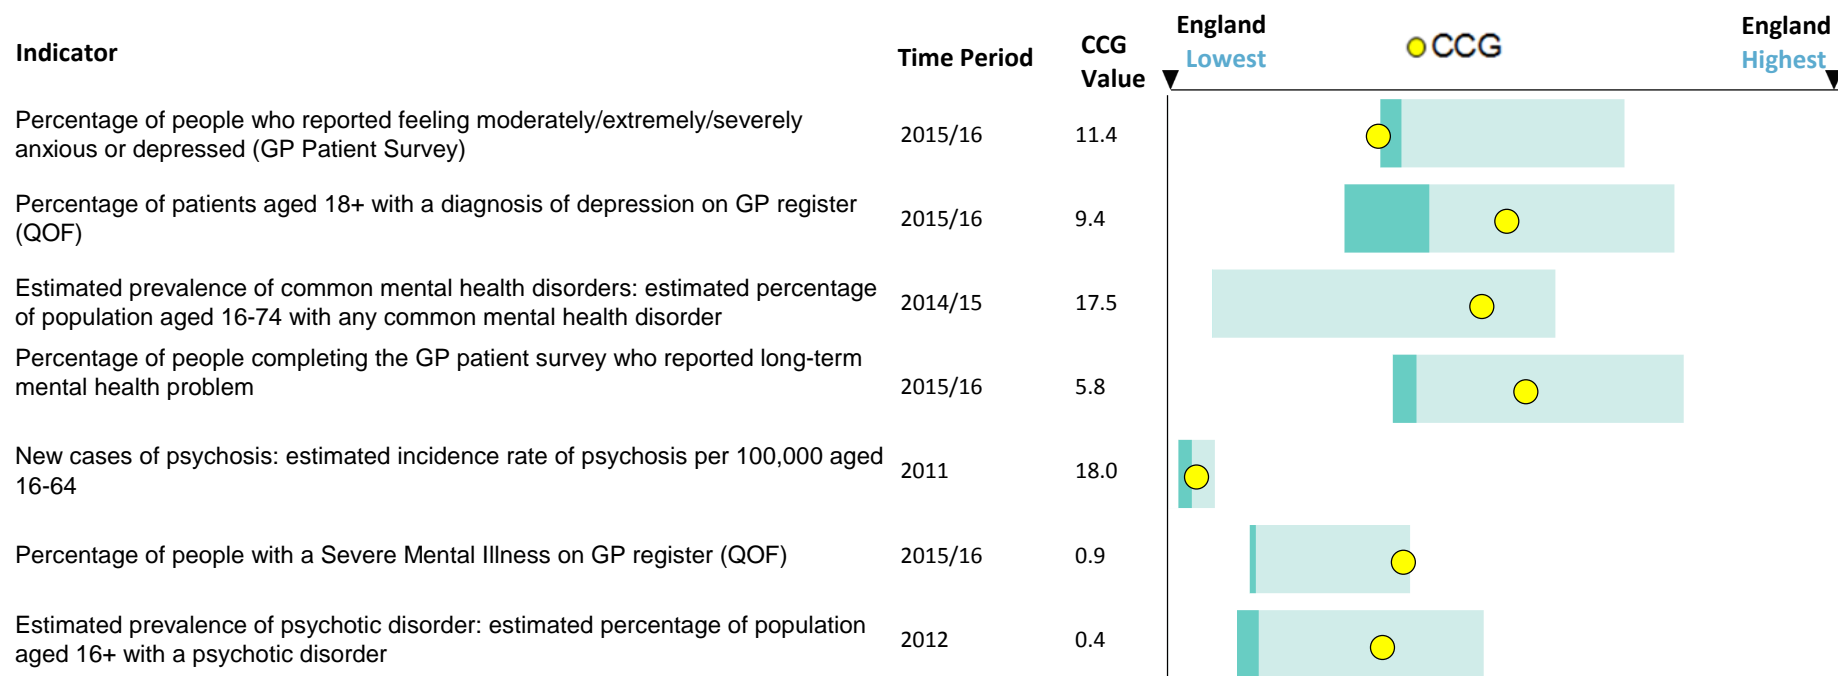 Indicator
Time Period
CCG
Value
England
Lowest
CCG
England
Highest
Percentage of people who reported feeling moderately/extremely/severely
anxious or depressed (GP Patient Survey)
2015/16
11.4
Percentage of patients aged 18+ with a diagnosis of depression on GP register
(QOF)
2015/16
9.4
Estimated prevalence of common mental health disorders: estimated percentage
of population aged 16-74 with any common mental health disorder
2014/15
17.5
Percentage of people completing the GP patient survey who reported long-term
mental health problem
2015/16
5.8
New cases of psychosis: estimated incidence rate of psychosis per 100,000 aged
16-64
2011
18.0
Percentage of people with a Severe Mental Illness on GP register (QOF)
2015/16
0.9
Estimated prevalence of psychotic disorder: estimated percentage of population
aged 16+ with a psychotic disorder
2012
0.4